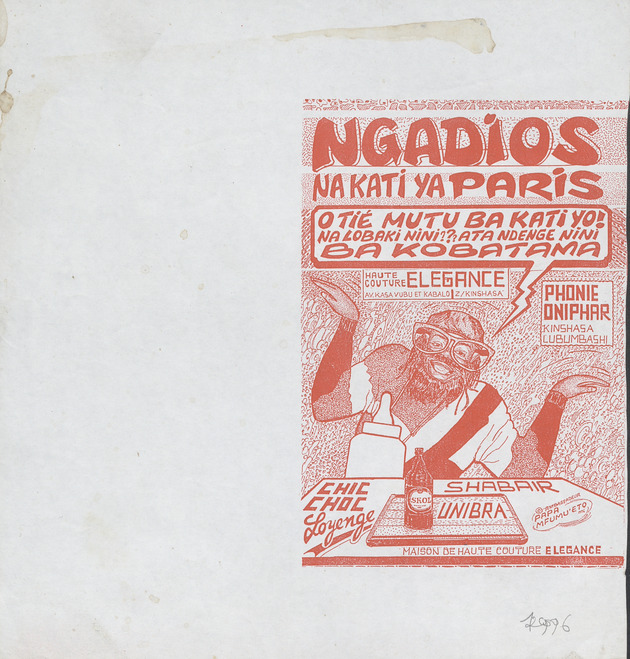 NGADIOS
NA KATI YA PARIS
O TIÉ MUTU BA KATI YO!
NA LOBAKI NINI??? ATA NDENGE NINI
BA KOBATAMA
HAUTE COUTURE ELEGANCE
AV. KASA VUBU ET KABALO Z/KINSHASA
PHONIE
ONIPHAR
KINSHASA
LUBUMBASHI
CHIC
CHOC
Loyenge
SHABAIR
SKOL
UNIBRA
PAPA
MFUMU'ETO
MAISON DE HAUTE COUTURE ELEGANCE